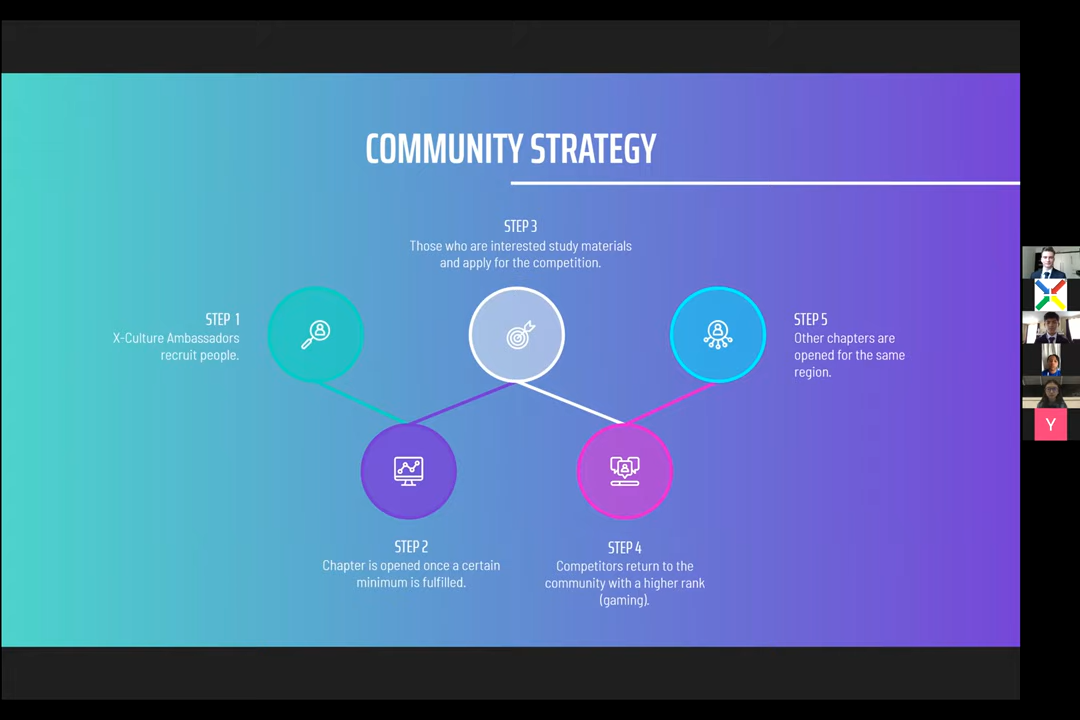 COMMUNITY STRATEGY
STEP 1
X-Culture Ambassadors
recruit people.
STEP 2
Chapter is opened once a certain
minimum is fulfilled.
STEP 3
Those who are interested study materials
and apply for the competition.
STEP 4
Competitors return to the
community with a higher rank
(gaming).
STEP 5
Other chapters are
opened for the same
region.
Y